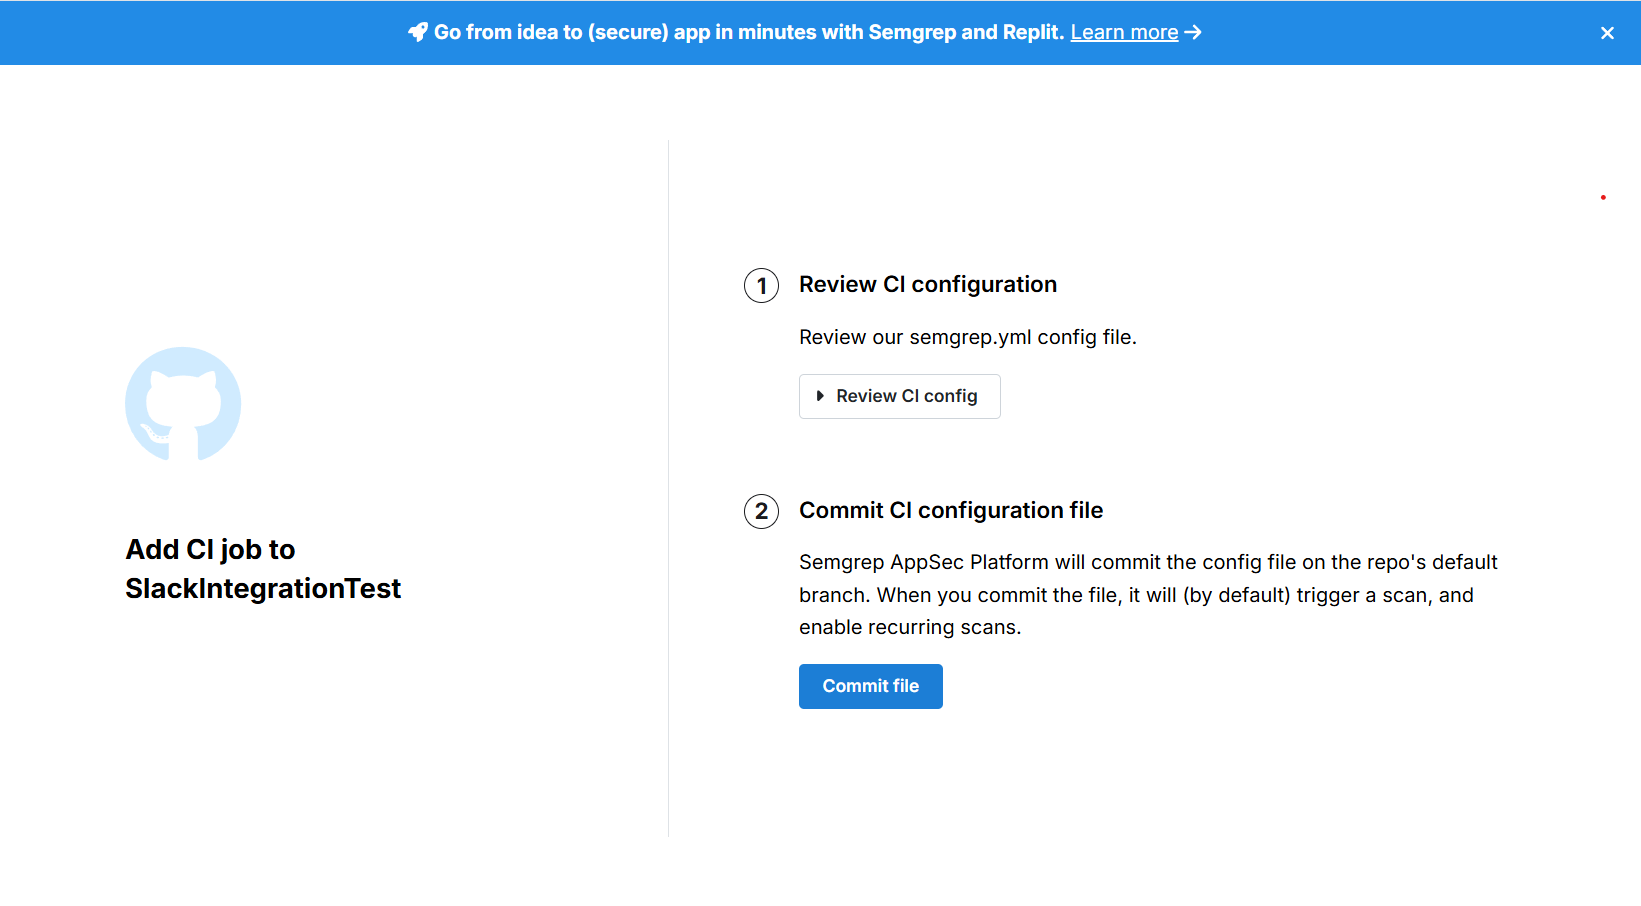 Go from idea to (secure) app in minutes with Semgrep and Replit. Learn more →
Add CI job to
SlackIntegrationTest
1 Review CI configuration
Review our semgrep.yml config file.
Review CI config
2 Commit CI configuration file
Semgrep AppSec Platform will commit the config file on the repo's default
branch. When you commit the file, it will (by default) trigger a scan, and
enable recurring scans.
Commit file